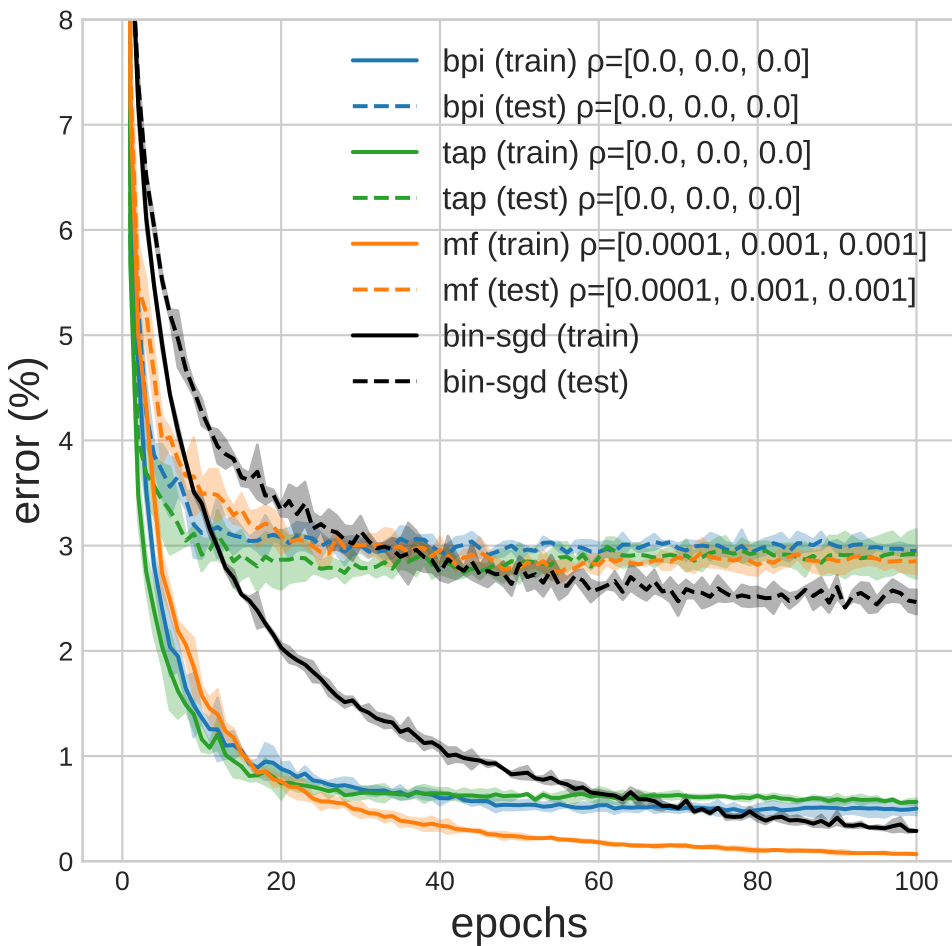 8
7
6
5
4
3
2
1
0
error (%)
bpi (train) ρ=[0.0, 0.0, 0.0]
bpi (test) ρ=[0.0, 0.0, 0.0]
tap (train) ρ=[0.0, 0.0, 0.0]
tap (test) ρ=[0.0, 0.0, 0.0]
mf (train) ρ=[0.0001, 0.001, 0.001]
mf (test) ρ=[0.0001, 0.001, 0.001]
bin-sgd (train)
bin-sgd (test)
0 20 40 60 80 100
epochs